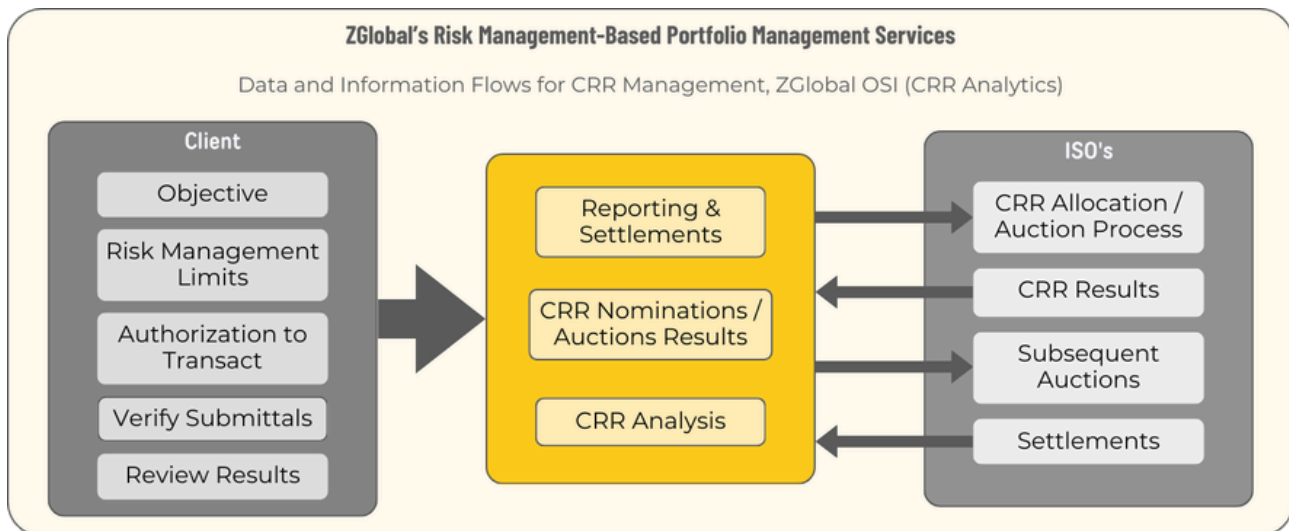 ZGlobal's Risk Management-Based Portfolio Management Services
Data and Information Flows for CRR Management, ZGlobal OSI (CRR Analytics)
Client
Objective
Risk Management
Limits
Authorization to
Transact
Verify Submittals
Review Results
Reporting &
Settlements
CRR Nominations /
Auctions Results
CRR Analysis
ISO's
CRR Allocation /
Auction Process
CRR Results
Subsequent
Auctions
Settlements